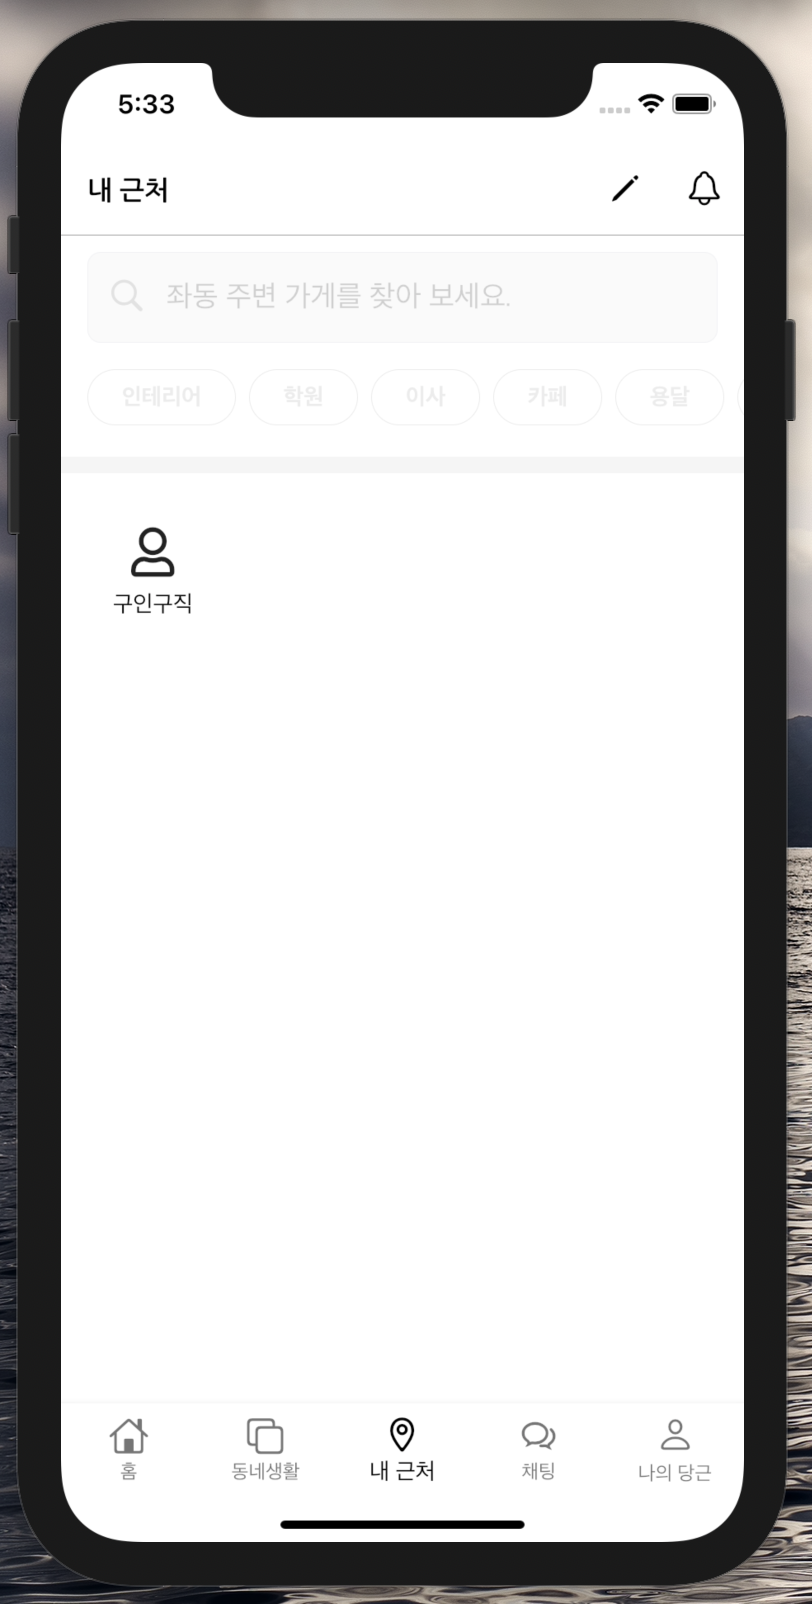 5:33
내 근처
좌동 주변 가게를 찾아 보세요.
인테리어 학원 이사 카페 용달
구인구직
홈 동네생활 내 근처 채팅 나의 당근